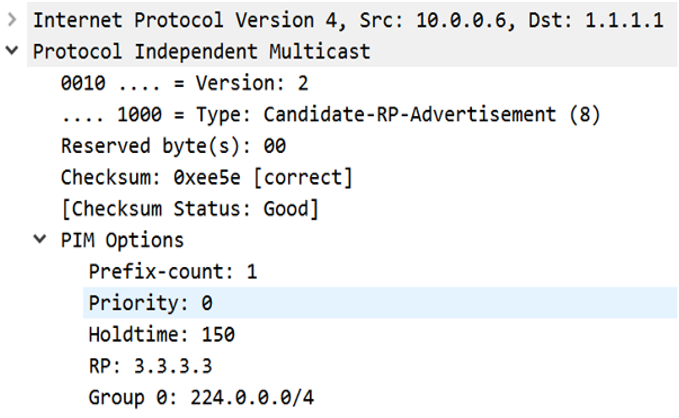 Internet Protocol Version 4, Src: 10.0.0.6, Dst: 1.1.1.1
Protocol Independent Multicast
0010 .... = Version: 2
.... 1000 = Type: Candidate-RP-Advertisement (8)
Reserved byte(s): 00
Checksum: 0xee5e [correct]
[Checksum Status: Good]
PIM Options
Prefix-count: 1
Priority: 0
Holdtime: 150
RP: 3.3.3.3
Group 0: 224.0.0.0/4